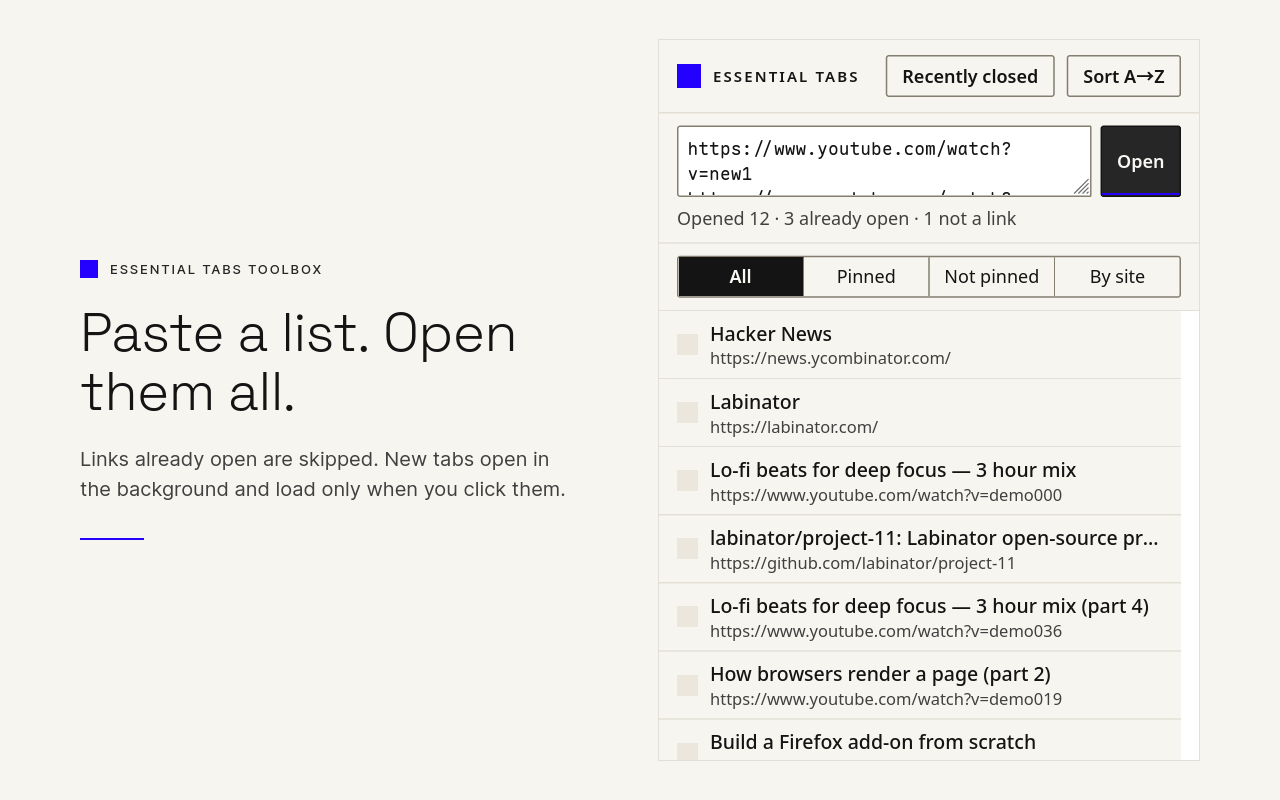 ESSENTIAL TABS TOOLBOX
Paste a list. Open
them all.
Links already open are skipped. New tabs open in
the background and load only when you click them.
ESSENTIAL TABS
Recently closed
Sort A→Z
https://www.youtube.com/watch?
v=new1
Open
Opened 12 · 3 already open · 1 not a link
All
Pinned
Not pinned
By site
Hacker News
https://news.ycombinator.com/
Labinator
https://labinator.com/
Lo-fi beats for deep focus — 3 hour mix
https://www.youtube.com/watch?v=demo000
labinator/project-11: Labinator open-source pr...
https://github.com/labinator/project-11
Lo-fi beats for deep focus — 3 hour mix (part 4)
https://www.youtube.com/watch?v=demo036
How browsers render a page (part 2)
https://www.youtube.com/watch?v=demo019
Build a Firefox add-on from scratch